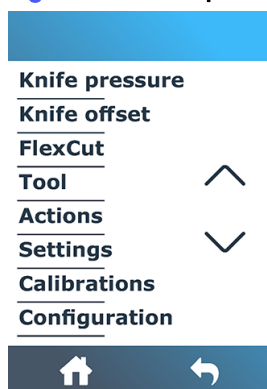 Knife pressure
Knife offset
FlexCut
Tool
Actions
Settings
Calibrations
Configuration